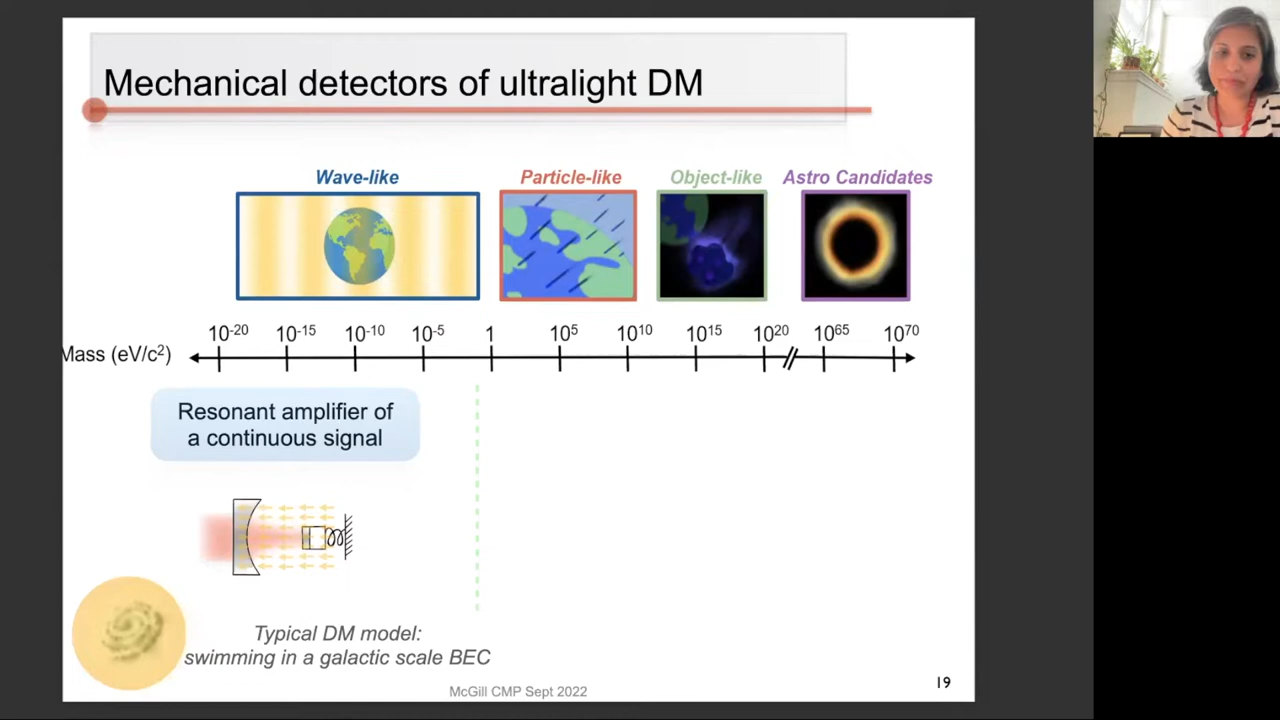 Mechanical detectors of ultralight DM
Wave-like Particle-like Object-like Astro Candidates
10-20 10-15 10-10 10-5 1 105 1010 1015 1020 1065 1070
Mass (eV/c2)
Resonant amplifier of
a continuous signal
Typical DM model:
swimming in a galactic scale BEC
McGill CMP Sept 2022
19